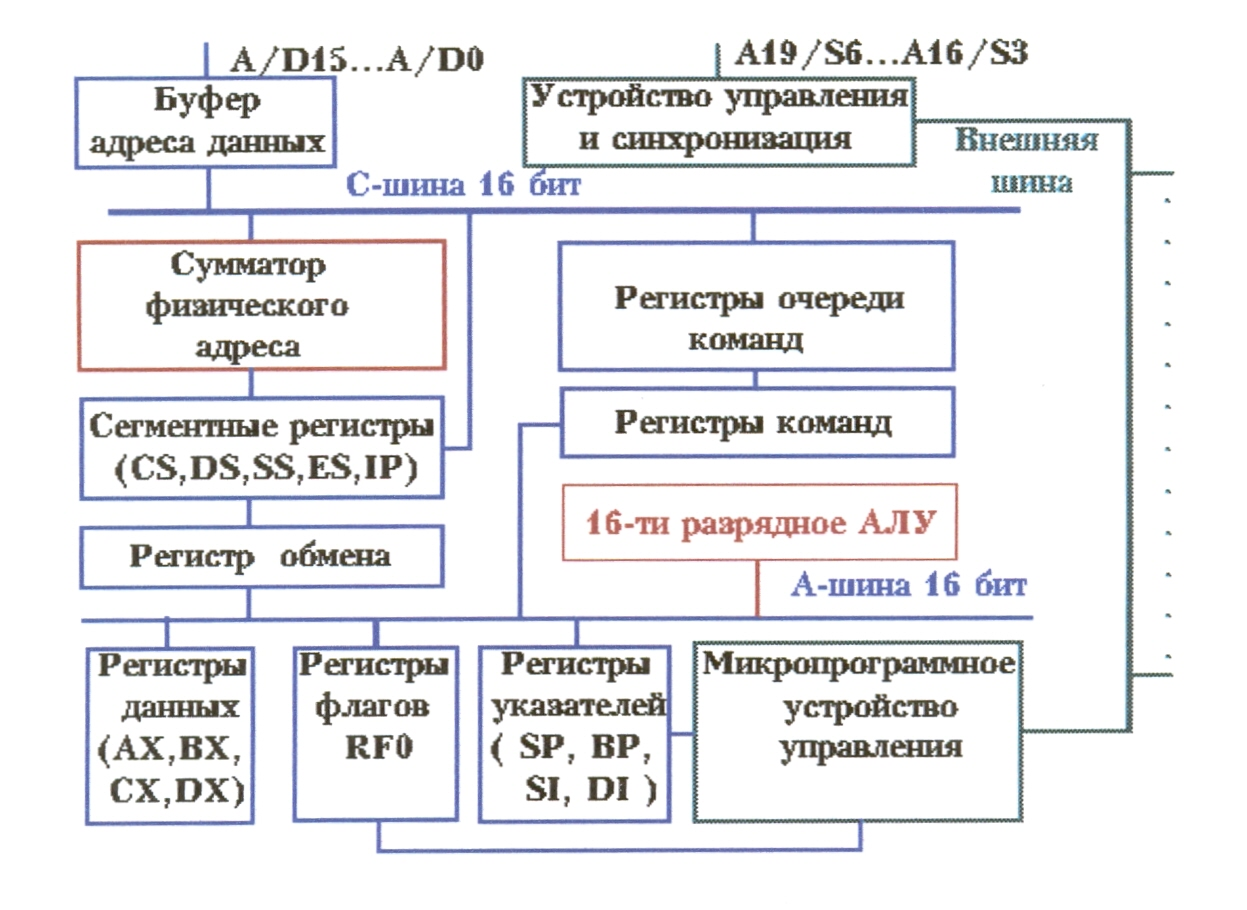 A/D15...A/D0
A19/S6...A16/S3
Буфер
адреса данных
Устройство управления
и синхронизация
Внешняя
шина
С-шина 16 бит
Сумматор
физического
адреса
Регистры очереди
команд
Сегментные регистры
(CS,DS,SS,ES,IP)
Регистры команд
16-ти разрядное АЛУ
Регистр обмена
А-шина 16 бит
Регистры
данных
(AX,BX,
CX,DX)
Регистры
флагов
RF0
Регистры
указателей
( SP, BP,
SI, DI )
Микропрограммное
устройство
управления